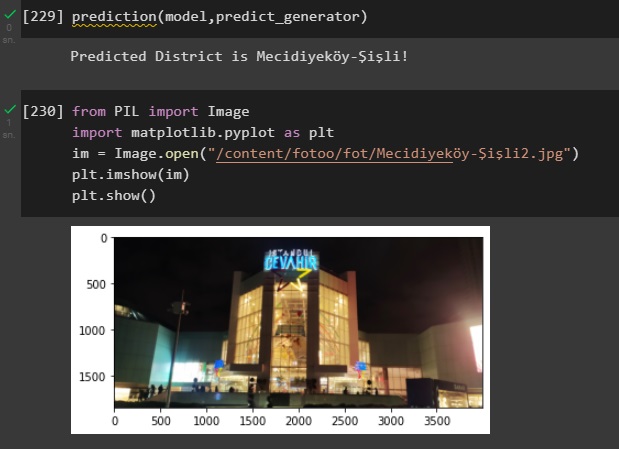 [229] prediction(model,predict_generator)
0
sn.
Predicted District is Mecidiyeköy-Şişli!
[230] from PIL import Image
1
sn.
import matplotlib.pyplot as plt
im = Image.open("/content/fotoo/fot/Mecidiyeköy-Şişli2.jpg")
plt.imshow(im)
plt.show()
0
500
1000
1500
İSTANBUL
CEVAHİR
0 500 1000 1500 2000 2500 3000 3500